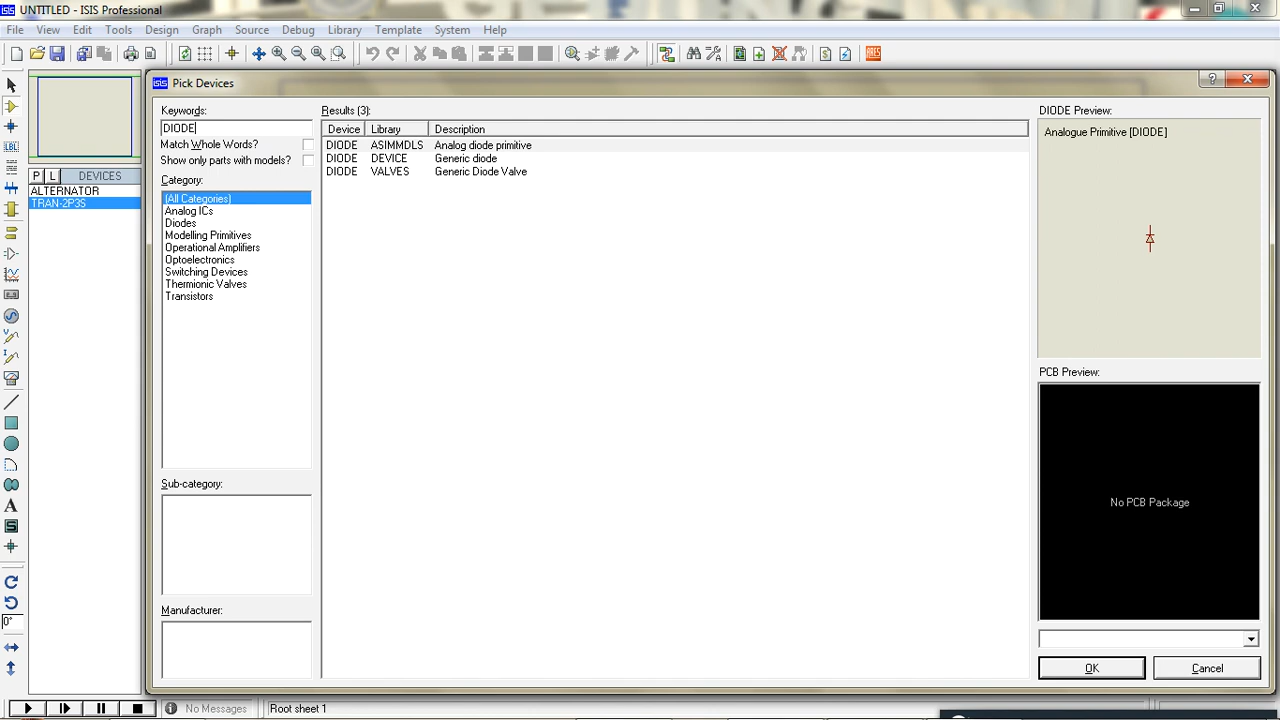 UNTITLED - ISIS Professional
File View Edit Tools Design Graph Source Debug Library Template System Help
ARES
Pick Devices
Keywords:
DIODE
Match Whole Words?
Show only parts with models?
Category:
(All Categories)
Analog ICs
Diodes
Modelling Primitives
Operational Amplifiers
Optoelectronics
Switching Devices
Thermionic Valves
Transistors
Sub-category:
Manufacturer:
Results (3):
Device Library Description
DIODE ASIMMDLS Analog diode primitive
DIODE DEVICE Generic diode
DIODE VALVES Generic Diode Valve
DIODE Preview:
Analogue Primitive [DIODE]
PCB Preview:
No PCB Package
OK Cancel
LBL
P L DEVICES
ALTERNATOR
TRAN-2P3S
A
S
0°
No Messages
Root sheet 1